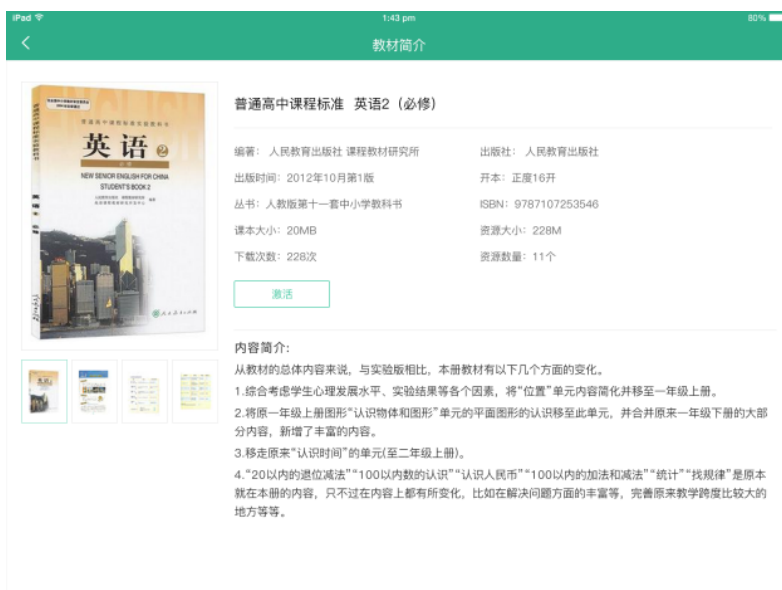 iPad
1:43 pm
80%
教材简介
普通高中课程标准实验教科书
英语 2
必修
NEW SENIOR ENGLISH FOR CHINA
STUDENT'S BOOK 2
普通高中课程标准 英语2（必修）
编著： 人民教育出版社 课程教材研究所
出版社： 人民教育出版社
出版时间：2012年10月第1版
开本：正度16开
丛书：人教版第十一套中小学教科书
ISBN：9787107253546
课本大小：20MB
资源大小：228M
下载次数：228次
资源数量：11个
激活
内容简介：
从教材的总体内容来说，与实验版相比，本册教材有以下几个方面的变化。
1.综合考虑学生心理发展水平、实验结果等各个因素，将“位置”单元内容简化并移至一年级上册。
2.将原一年级上册图形“认识物体和图形”单元的平面图形的认识移至此单元，并合并原来一年级下册的大部
分内容，新增了丰富的内容。
3.移走原来“认识时间”的单元(至二年级上册)。
4.“20以内的退位减法”“100以内数的认识”“认识人民币”“100以内的加法和减法”“统计”“找规律”是原本
就在本册的内容，只不过在内容上都有所变化，比如在解决问题方面的丰富等，完善原来教学跨度比较大的
地方等等。